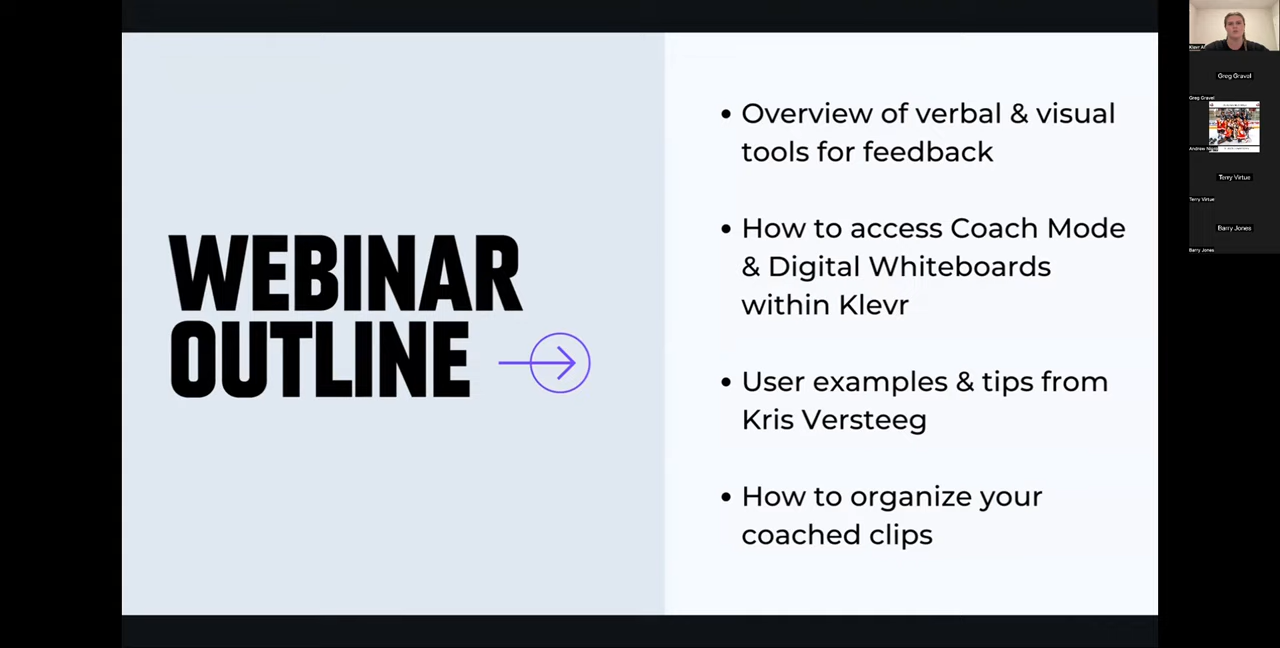 WEBINAR
OUTLINE
• Overview of verbal & visual
tools for feedback
• How to access Coach Mode
& Digital Whiteboards
within Klevr
• User examples & tips from
Kris Versteeg
• How to organize your
coached clips
Greg Gravel
Greg Gravel
Andrew
Terry Virtue
Terry Virtue
Barry Jones
Barry Jones